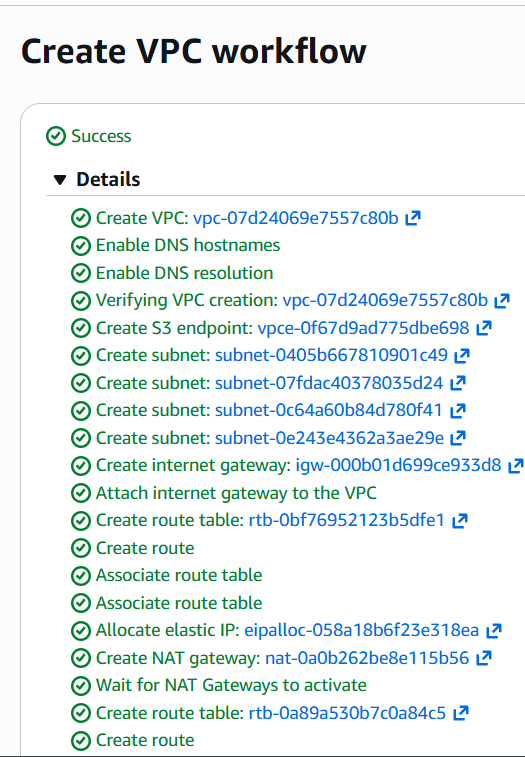 Create VPC workflow
Success
Details
Create VPC: vpc-07d24069e7557c80b
Enable DNS hostnames
Enable DNS resolution
Verifying VPC creation: vpc-07d24069e7557c80b
Create S3 endpoint: vpce-0f67d9ad775dbe698
Create subnet: subnet-0405b667810901c49
Create subnet: subnet-07fdac40378035d24
Create subnet: subnet-0c64a60b84d780f41
Create subnet: subnet-0e243e4362a3ae29e
Create internet gateway: igw-000b01d699ce933d8
Attach internet gateway to the VPC
Create route table: rtb-0bf76952123b5dfe1
Create route
Associate route table
Associate route table
Allocate elastic IP: eipalloc-058a18b6f23e318ea
Create NAT gateway: nat-0a0b262be8e115b56
Wait for NAT Gateways to activate
Create route table: rtb-0a89a530b7c0a84c5
Create route